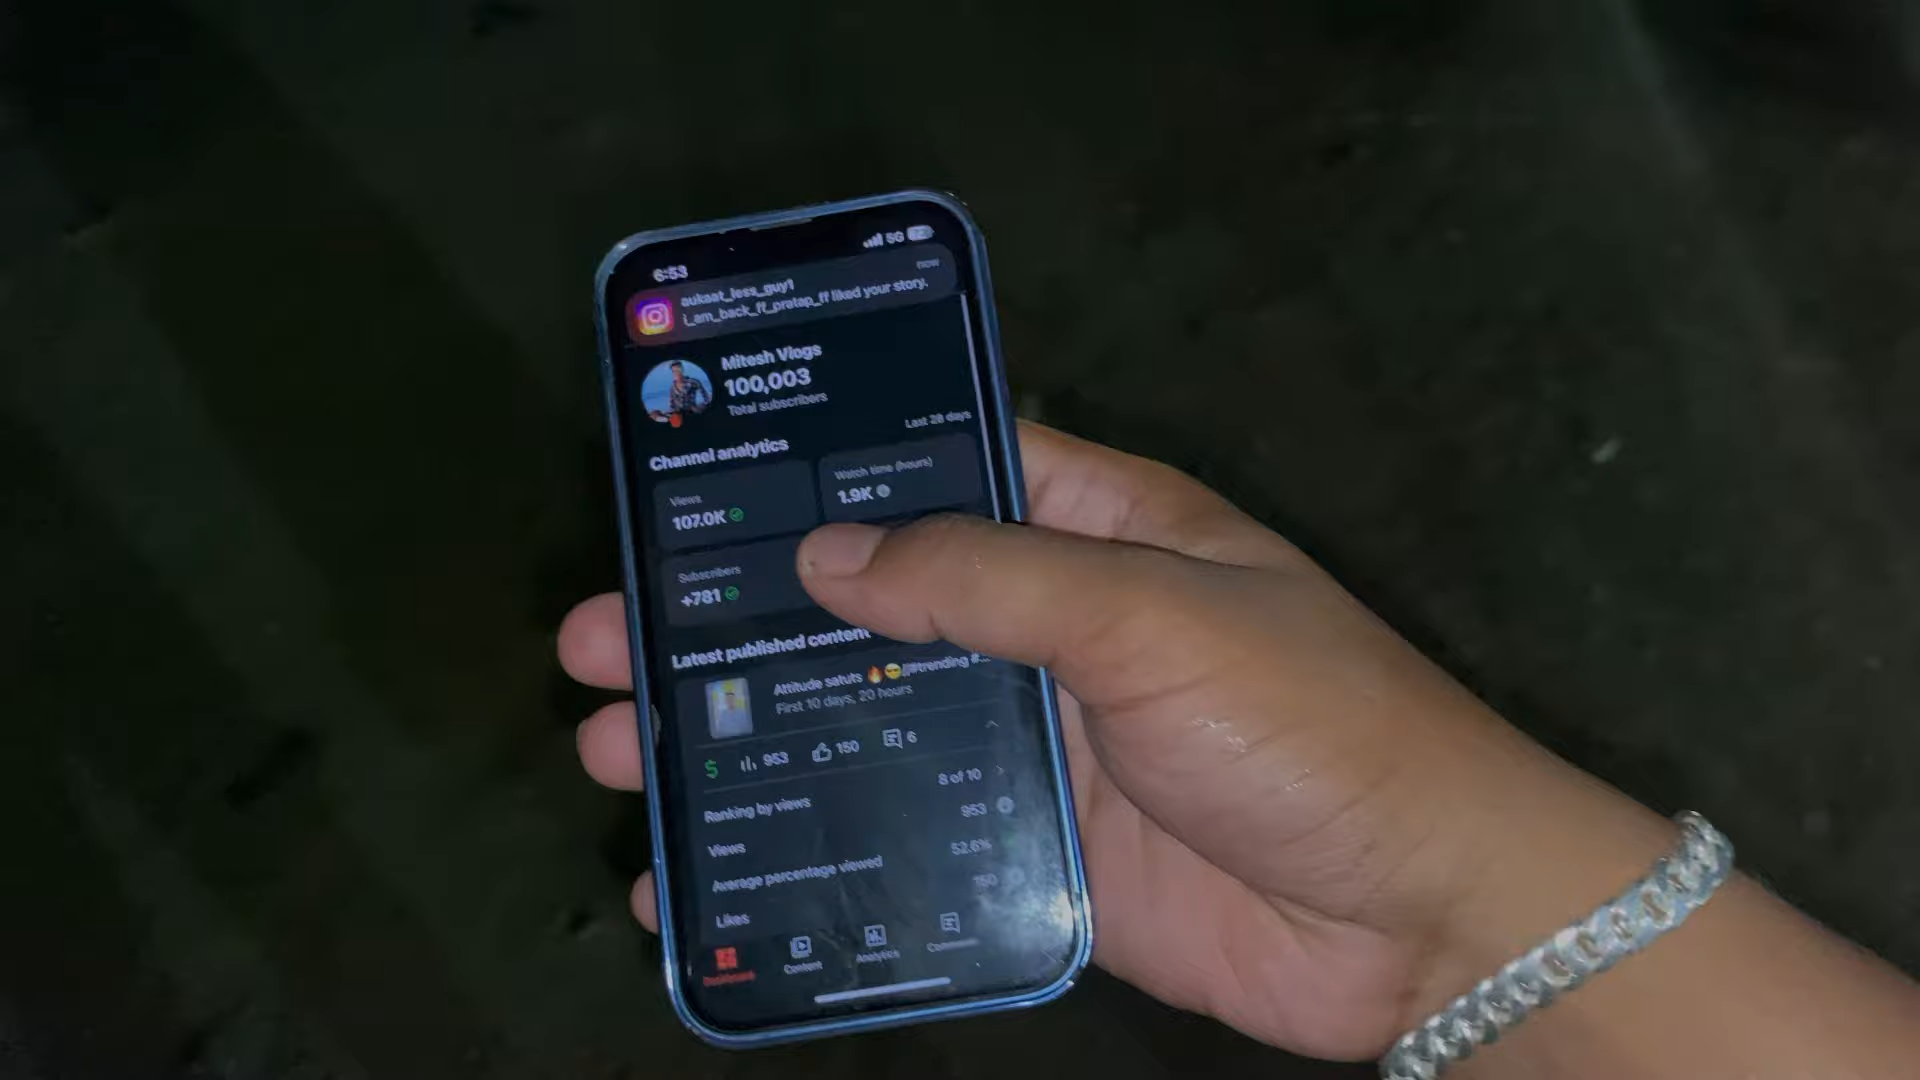 6:53
5G
aukaat_less_guy1
now
i_am_back_ff_pratap_ff liked your story.
Mitesh Vlogs
100,003
Total subscribers
Channel analytics
Last 28 days
Views
107.0K
Watch time (hours)
1.9K
Subscribers
+781
Latest published content
Attitude satuts 🔥😎//#trending #...
First 10 days, 20 hours
$ 953 150 6
Ranking by views
8 of 10
Views
953
Average percentage viewed
52.6%
Likes
150
Dashboard
Content
Analytics